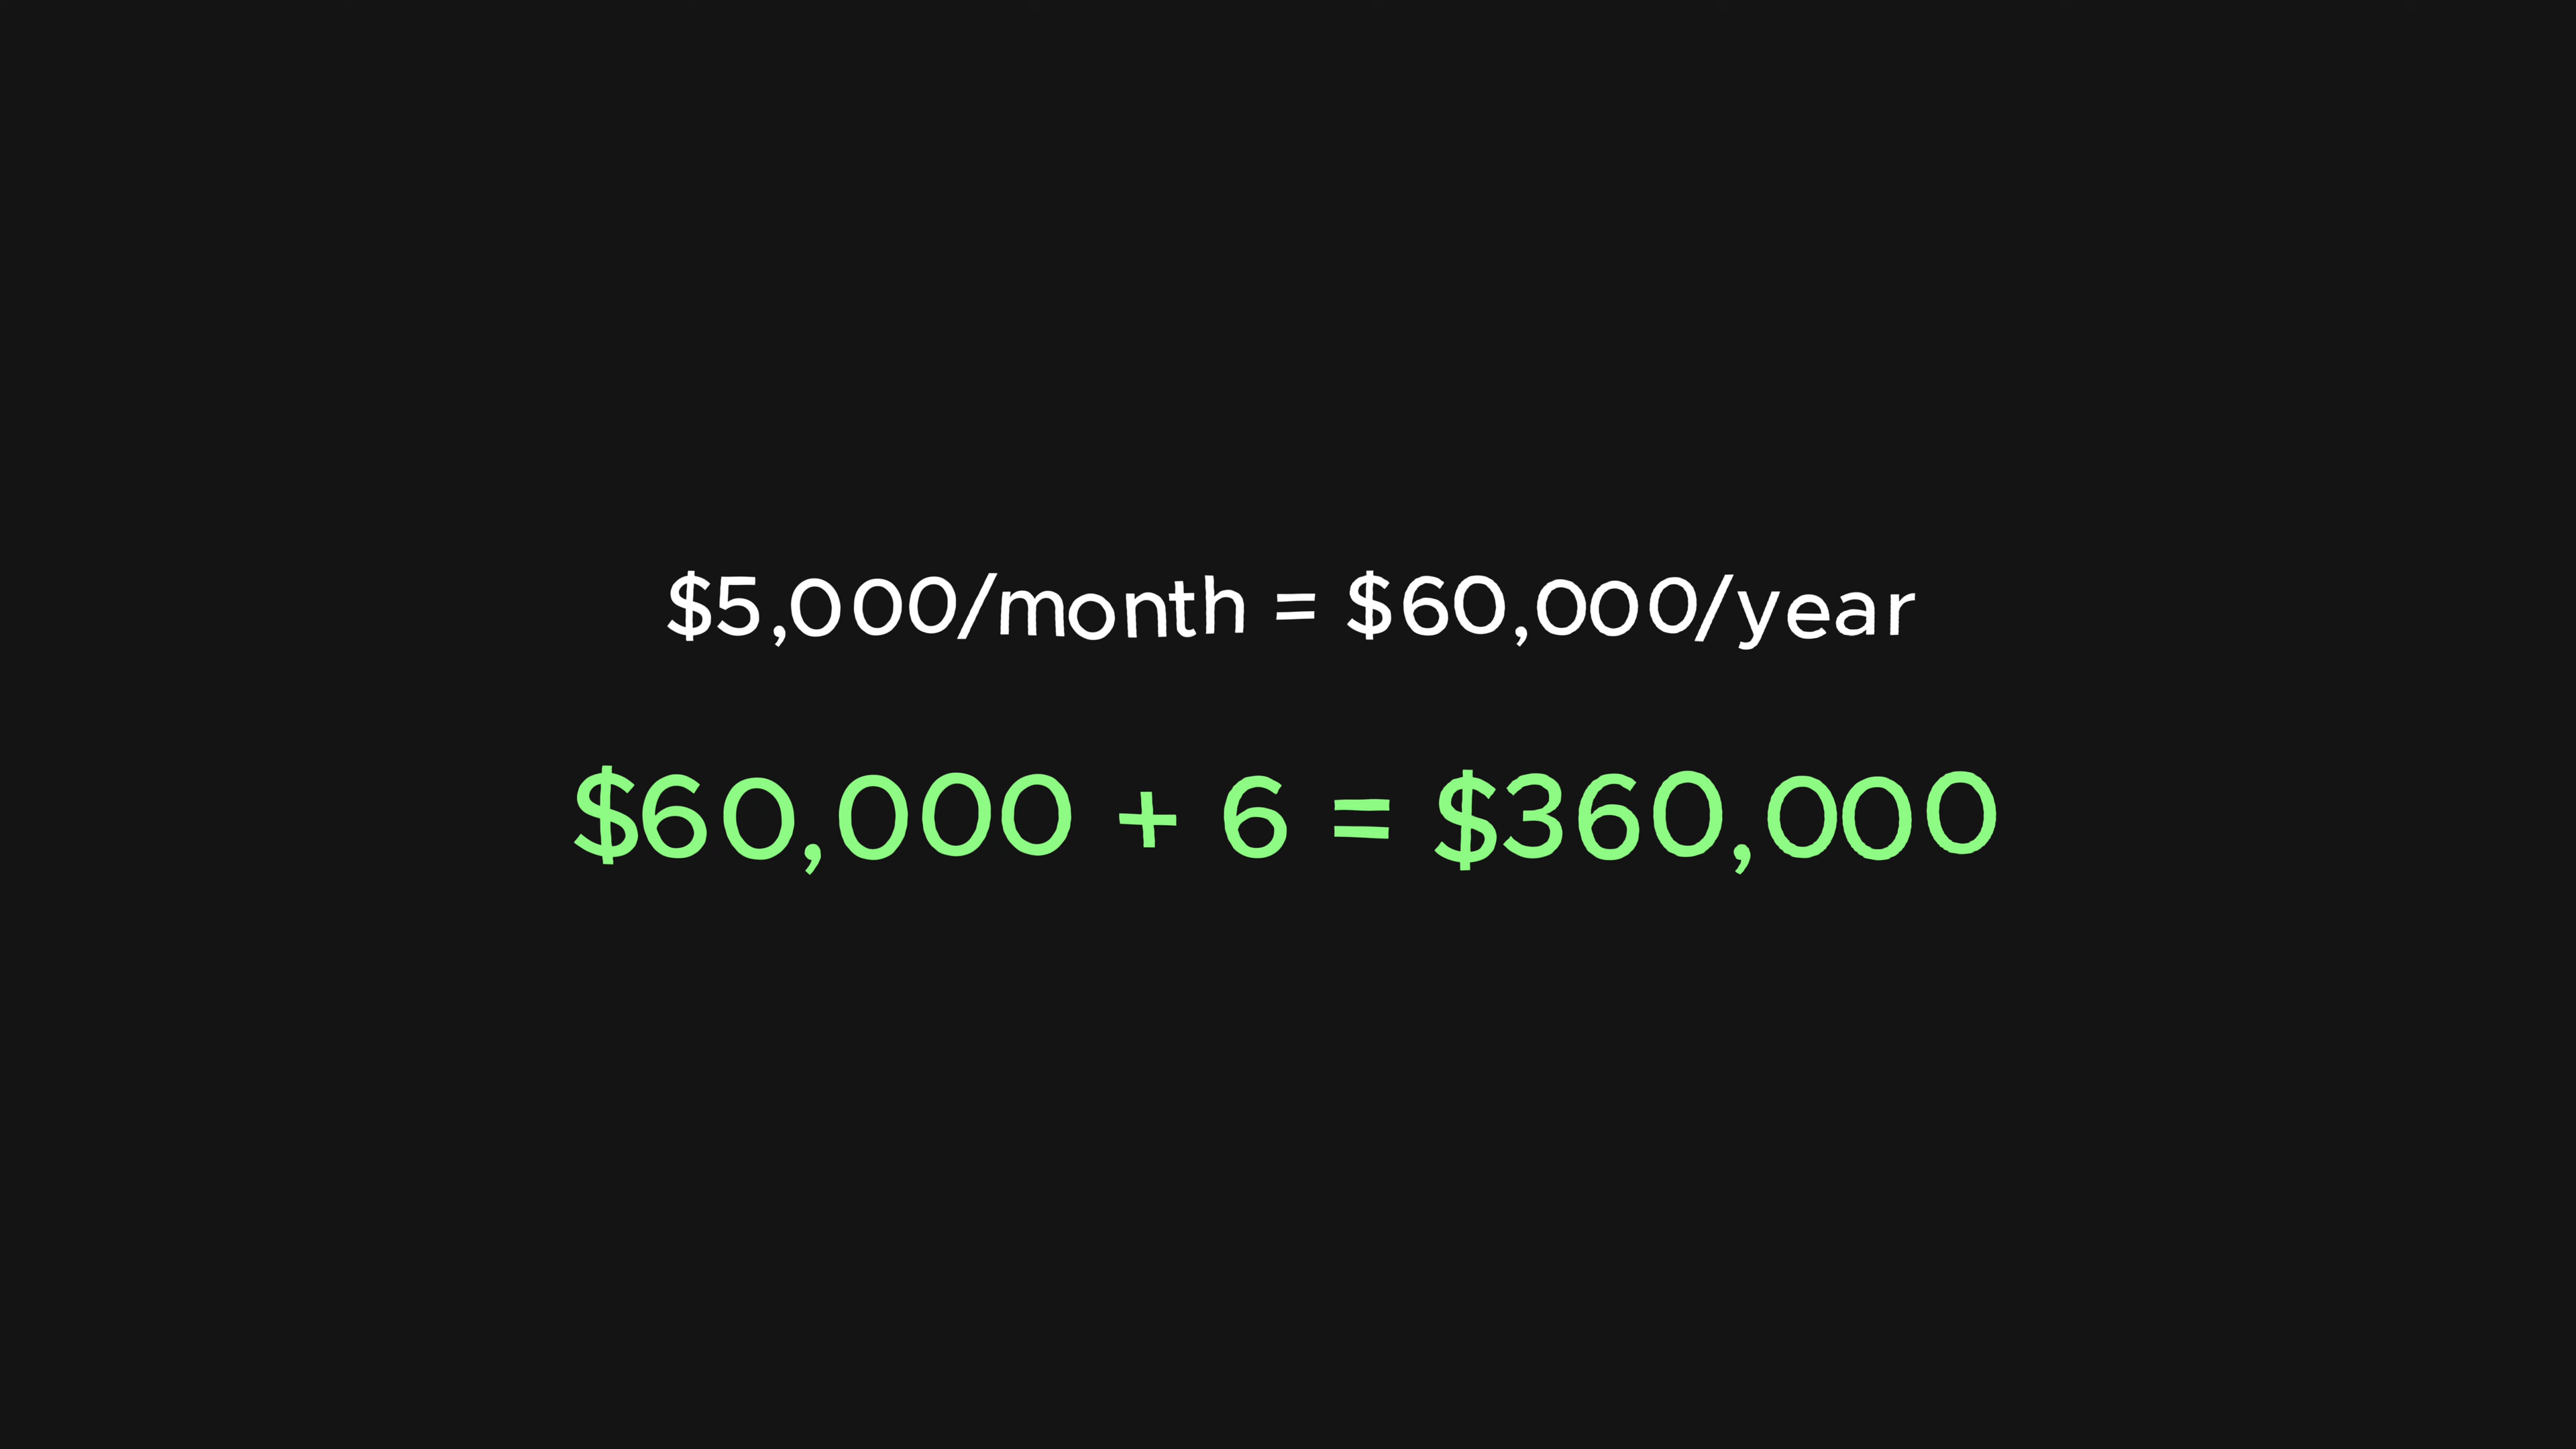 $5,000/month = $60,000/year
$60,000 + 6 = $360,000